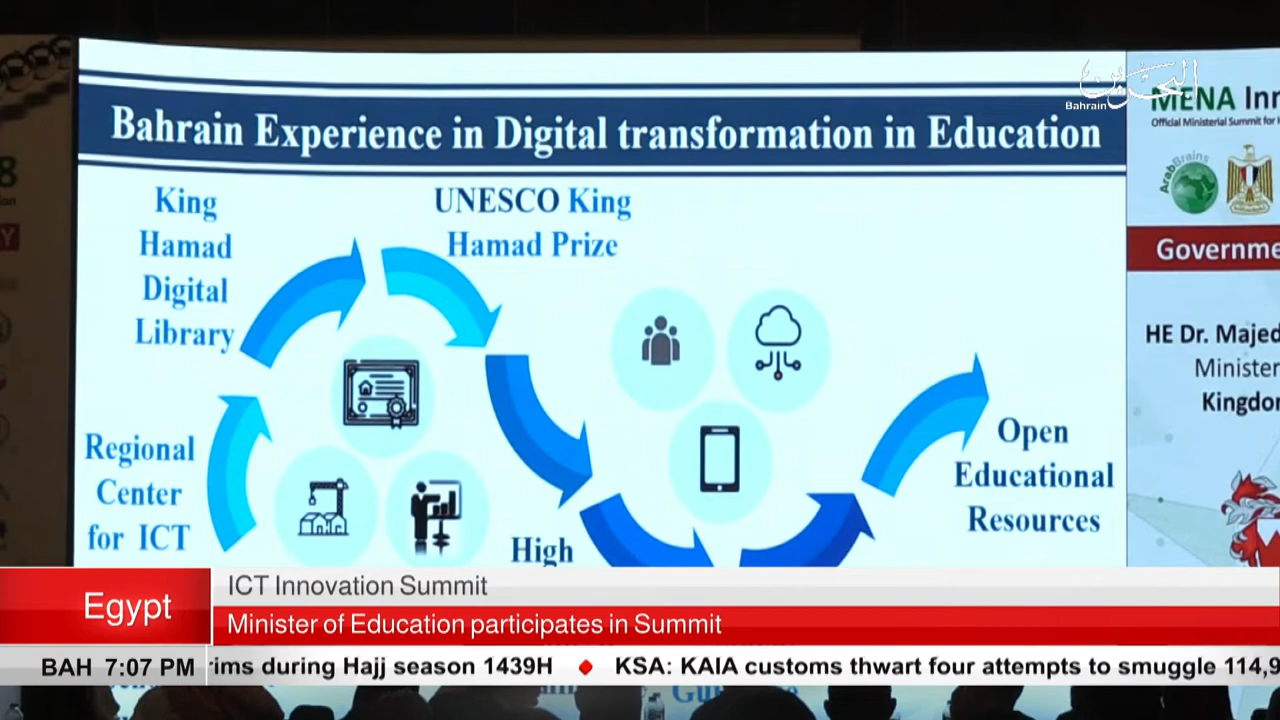 البحرين
Bahrain
MENA Inn
Official Ministerial Summit for
ArabBrains
Bahrain Experience in Digital transformation in Education
King
Hamad
Digital
Library
UNESCO King
Hamad Prize
Regional
Center
for ICT
High
Open
Educational
Resources
8
Governme
HE Dr. Majed
Minister
Kingdon
Egypt
ICT Innovation Summit
Minister of Education participates in Summit
BAH 7:07 PM
rims during Hajj season 1439H
KSA: KAIA customs thwart four attempts to smuggle 114,9